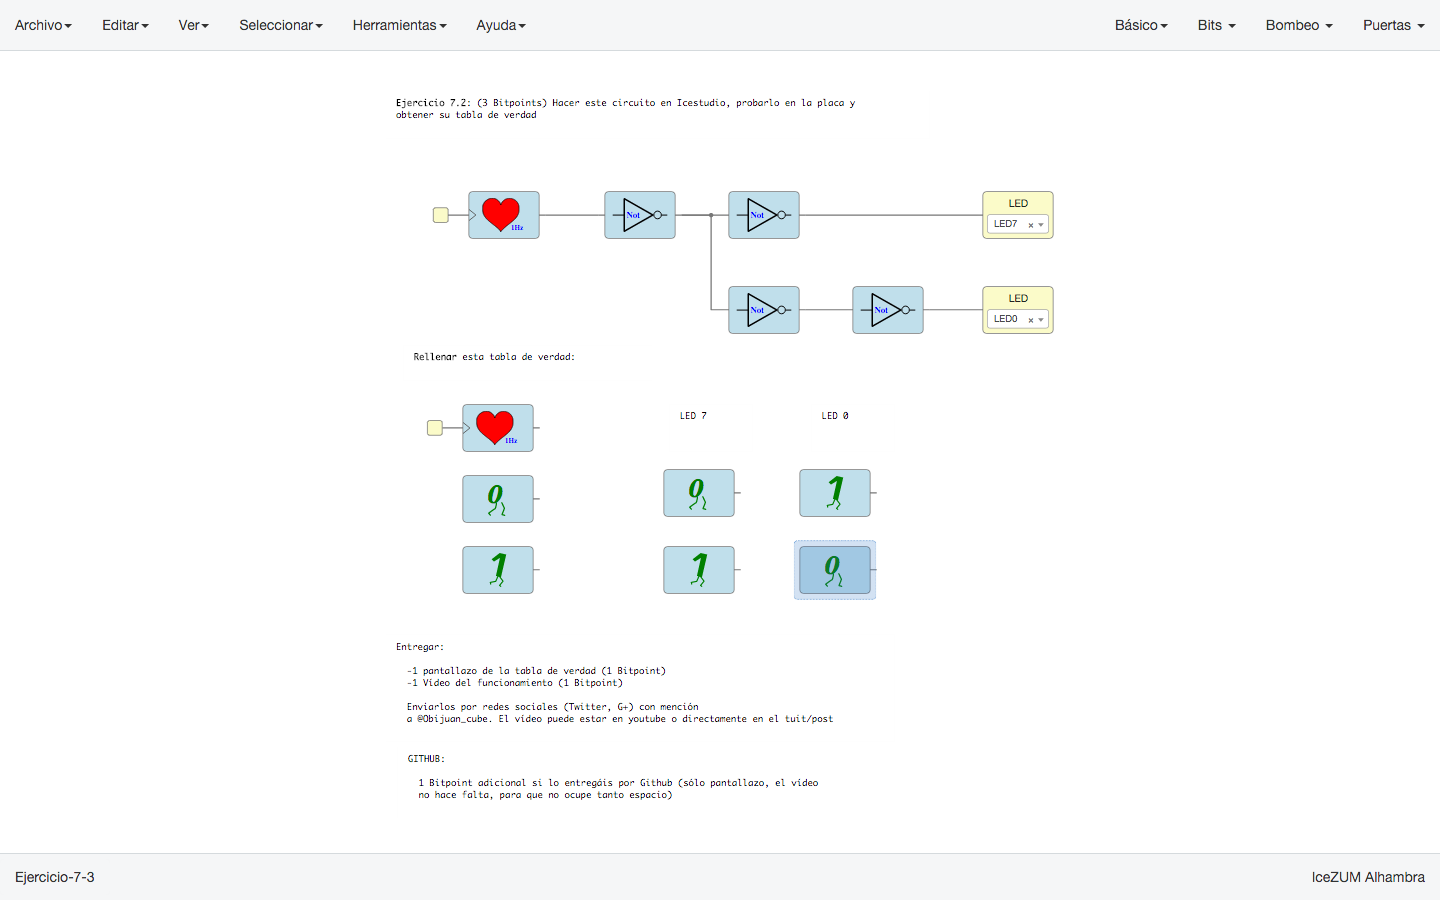 Archivo Editar Ver Seleccionar Herramientas Ayuda Básico Bits Bombeo Puertas
Ejercicio 7.2: (3 Bitpoints) Hacer este circuito en Icestudio, probarlo en la placa y
obtener su tabla de verdad
1Hz Not Not LED
LED7 × 
Not Not LED
LED0 ×
Rellenar esta tabla de verdad:
1Hz LED 7 LED 0
0 0 1
1 1 0
Entregar:
-1 pantallazo de la tabla de verdad (1 Bitpoint)
-1 Vídeo del funcionamiento (1 Bitpoint)
Enviarlos por redes sociales (Twitter, G+) con mención
a @Obijuan_cube. El vídeo puede estar en youtube o directamente en el tuit/post
GITHUB:
1 Bitpoint adicional si lo entregáis por Github (sólo pantallazo, el vídeo
no hace falta, para que no ocupe tanto espacio)
Ejercicio-7-3 IceZUM Alhambra